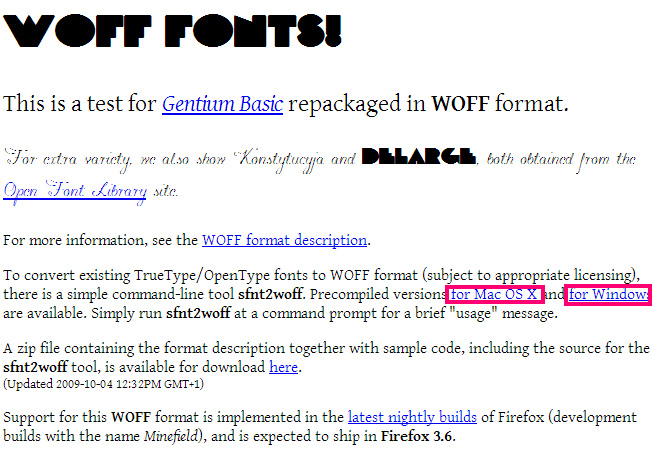 WOFF FONTS!
This is a test for Gentium Basic repackaged in WOFF format.
For extra variety, we also show Konstytucyja and DELARGE, both obtained from the
Open Font Library site.
For more information, see the WOFF format description.
To convert existing TrueType/OpenType fonts to WOFF format (subject to appropriate licensing),
there is a simple command-line tool sfnt2woff. Precompiled versions for Mac OS X and for Windows
are available. Simply run sfnt2woff at a command prompt for a brief "usage" message.
A zip file containing the format description together with sample code, including the source for the
sfnt2woff tool, is available for download here.
(Updated 2009-10-04 12:32PM GMT+1)
Support for this WOFF format is implemented in the latest nightly builds of Firefox (development
builds with the name Minefield), and is expected to ship in Firefox 3.6.